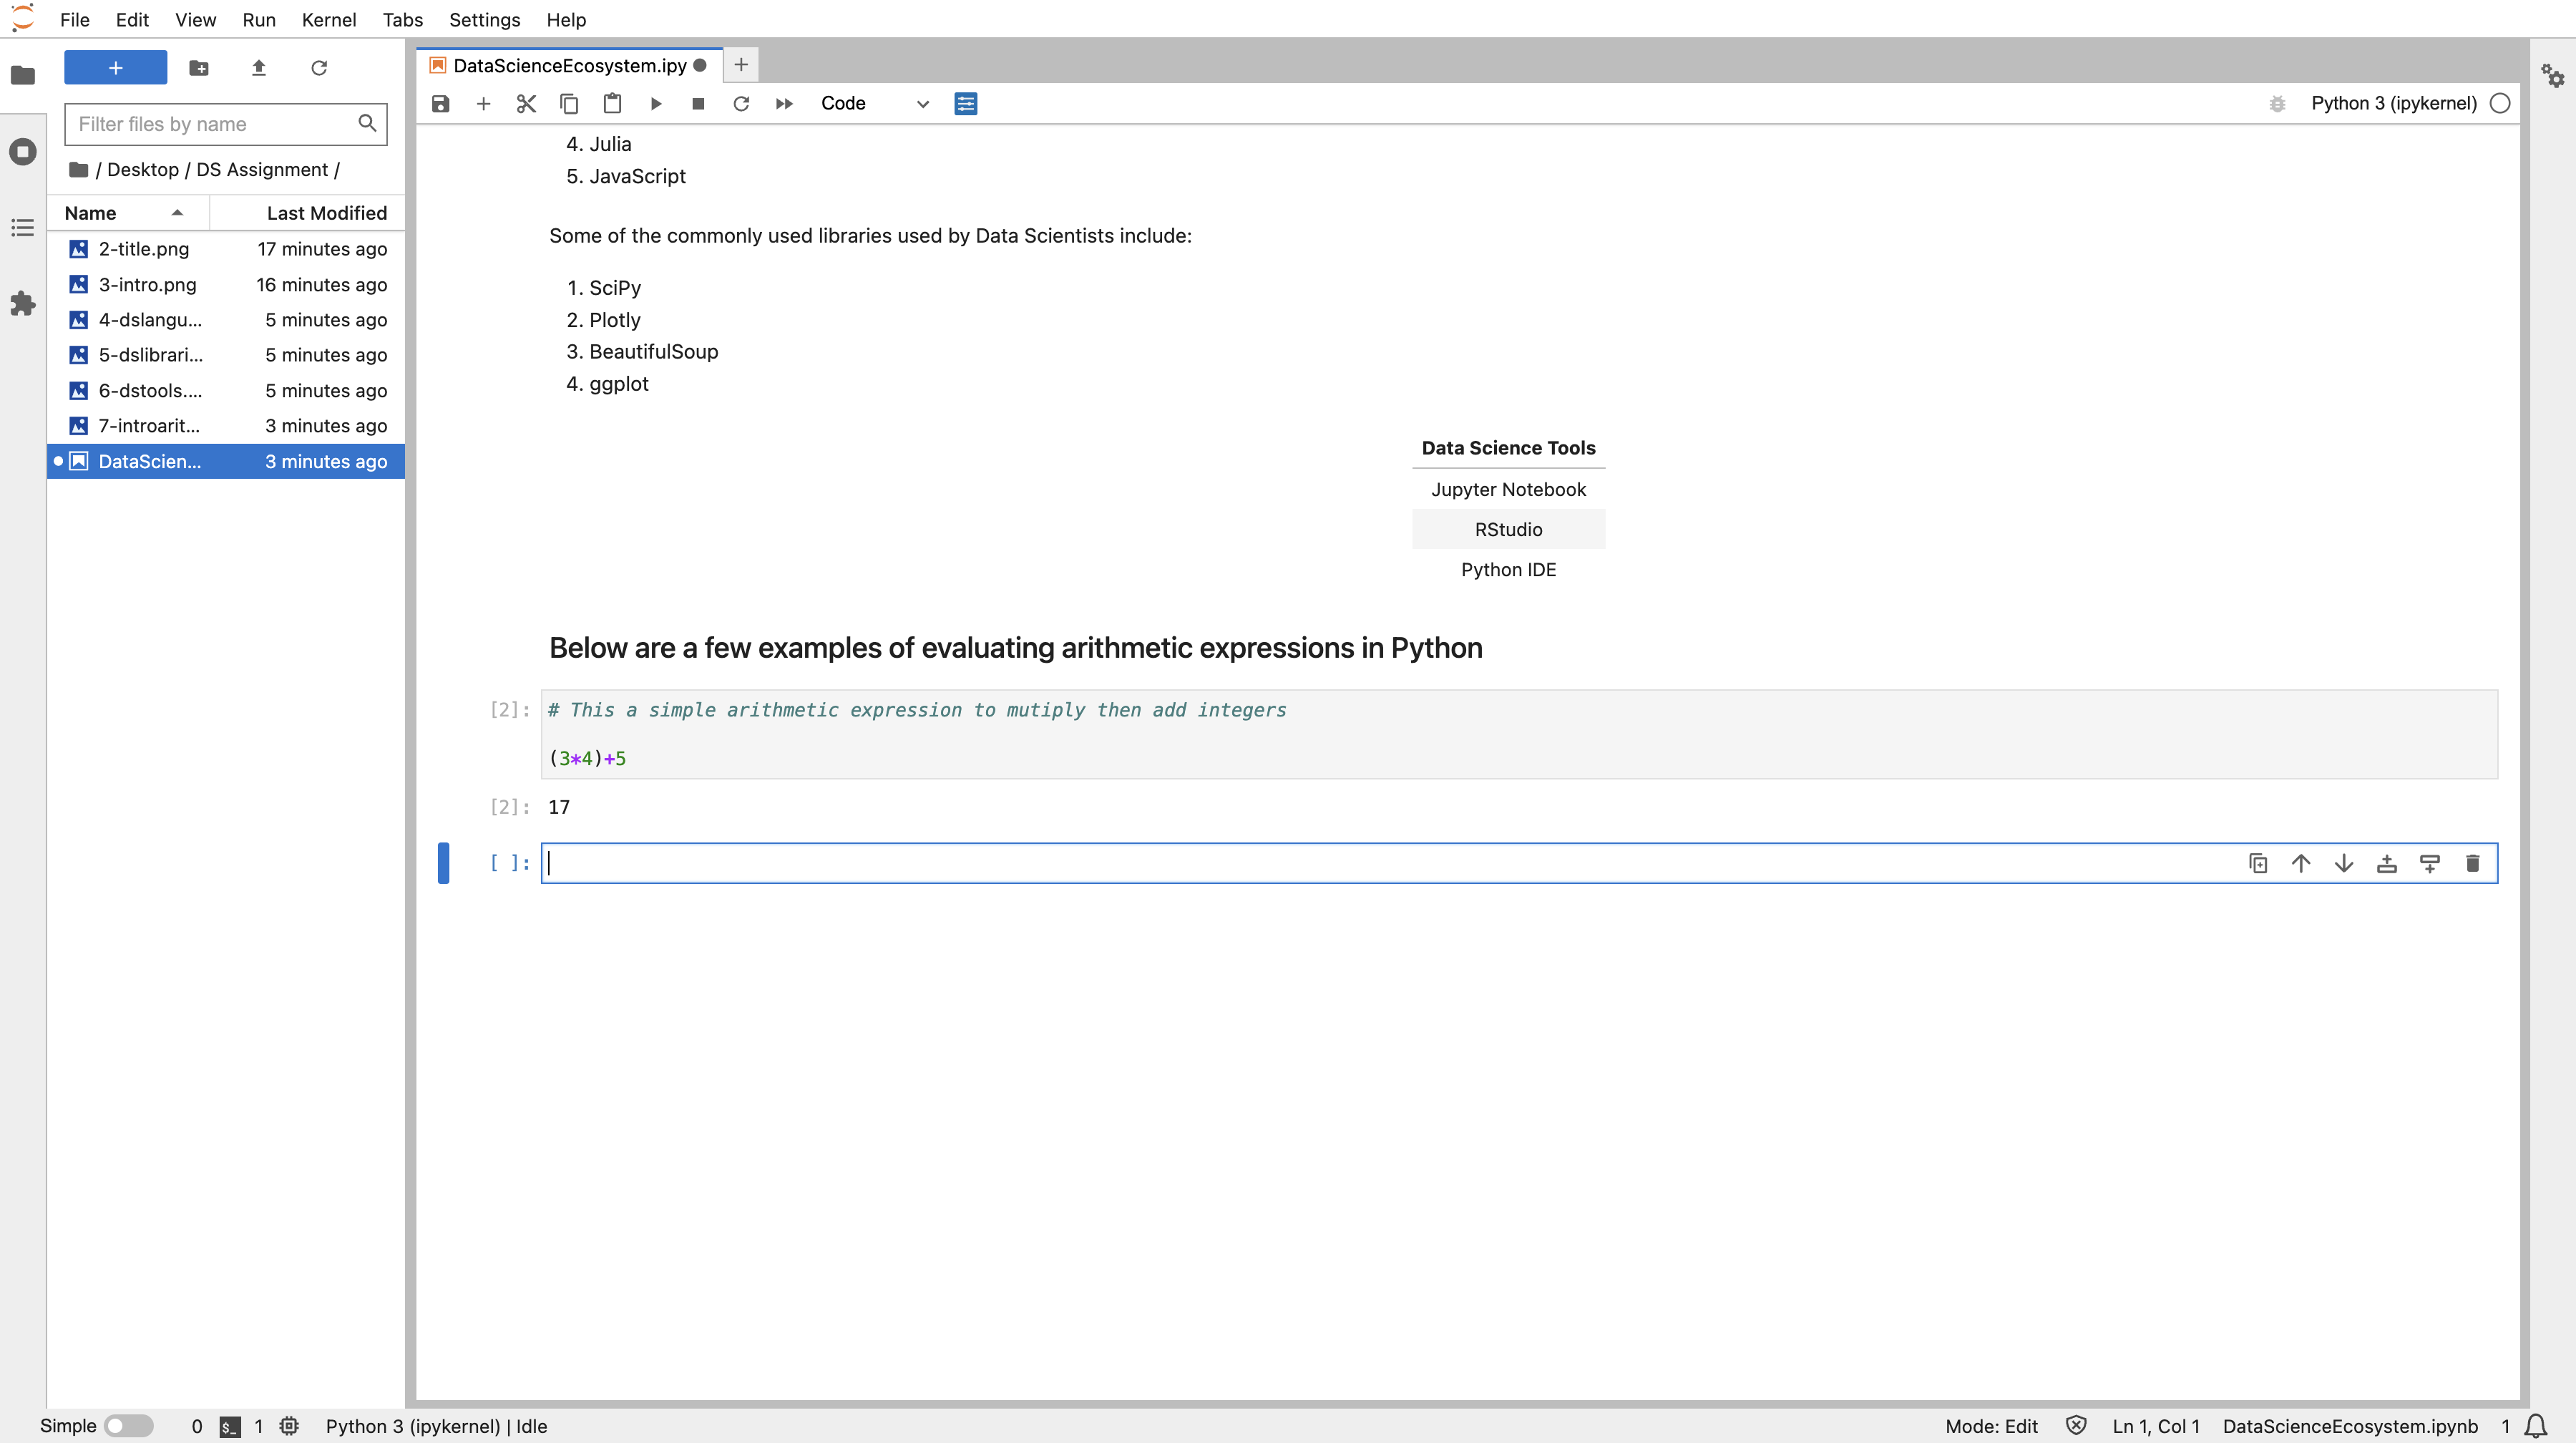 File Edit View Run Kernel Tabs Settings Help
+
Filter files by name
/ Desktop / DS Assignment /
Name Last Modified
2-title.png 17 minutes ago
3-intro.png 16 minutes ago
4-dslangu... 5 minutes ago
5-dslibrari... 5 minutes ago
6-dstools.... 5 minutes ago
7-introarit... 3 minutes ago
DataScien... 3 minutes ago
DataScienceEcosystem.ipy
Code
Python 3 (ipykernel)
4. Julia
5. JavaScript
Some of the commonly used libraries used by Data Scientists include:
1. SciPy
2. Plotly
3. BeautifulSoup
4. ggplot
Data Science Tools
Jupyter Notebook
RStudio
Python IDE
Below are a few examples of evaluating arithmetic expressions in Python
[2]: # This a simple arithmetic expression to mutiply then add integers
(3*4)+5
[2]: 17
[ ]:
Simple 0 $_ 1 Python 3 (ipykernel) | Idle Mode: Edit Ln 1, Col 1 DataScienceEcosystem.ipynb 1